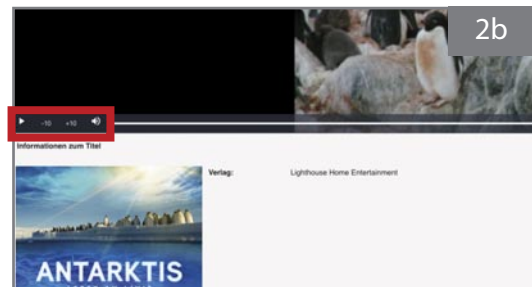 2b
-10 +10
Informationen zum Titel
Verlag: Lighthouse Home Entertainment
ANTARKTIS